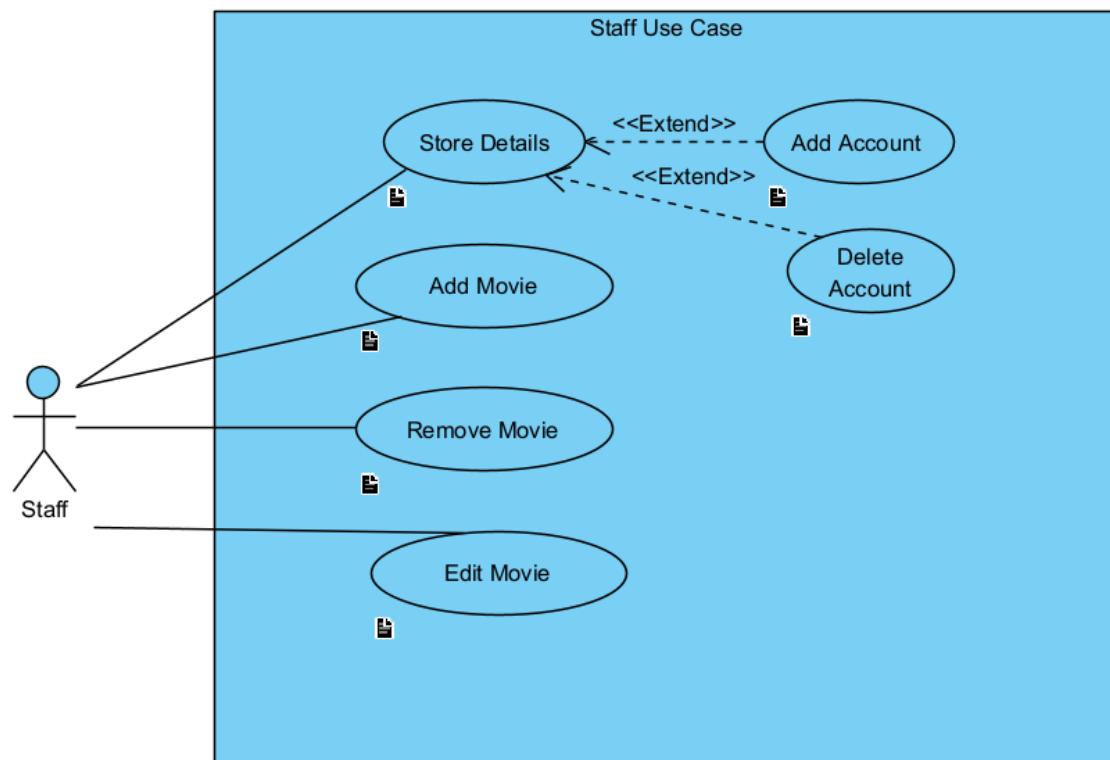 Staff Use Case
Store Details
<<Extend>>
Add Account
<<Extend>>
Delete
Account
Add Movie
Remove Movie
Staff
Edit Movie